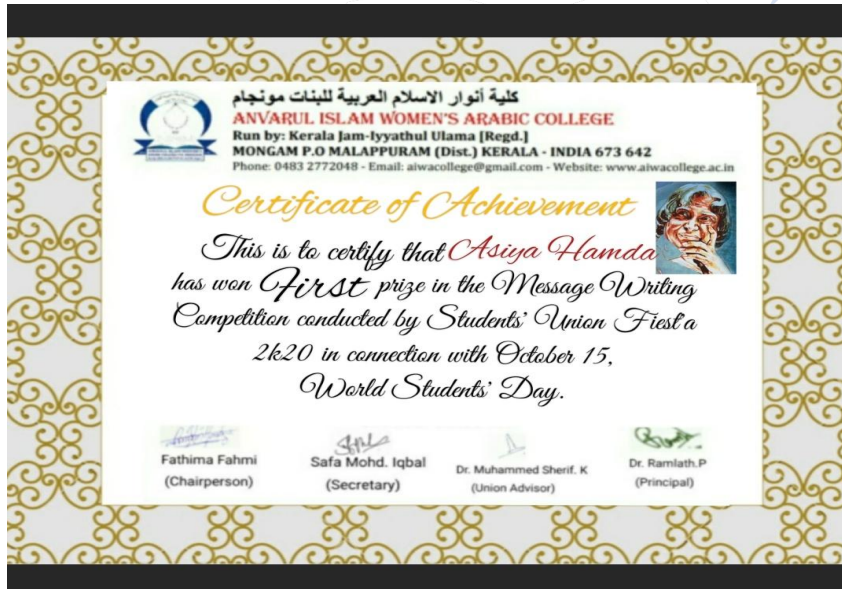 كلية أنوار الاسلام العربية للبنات مونجام
ANVARUL ISLAM WOMEN'S ARABIC COLLEGE
Run by: Kerala Jam-Iyyathul Ulama [Regd.]
MONGAM P.O MALAPPURAM (Dist.) KERALA - INDIA 673 642
Phone: 0483 2772048 - Email: aiwacollege@gmail.com - Website: www.aiwacollege.ac.in
Certificate of Achievement
This is to certify that Asiya Hamda
has won First prize in the Message Writing
Competition conducted by Students' Union Fiest'a
2k20 in connection with October 15,
World Students' Day.
Fathima Fahmi Safa Mohd. Iqbal Dr. Muhammed Sherif. K Dr. Ramlath.P
(Chairperson) (Secretary) (Union Advisor) (Principal)